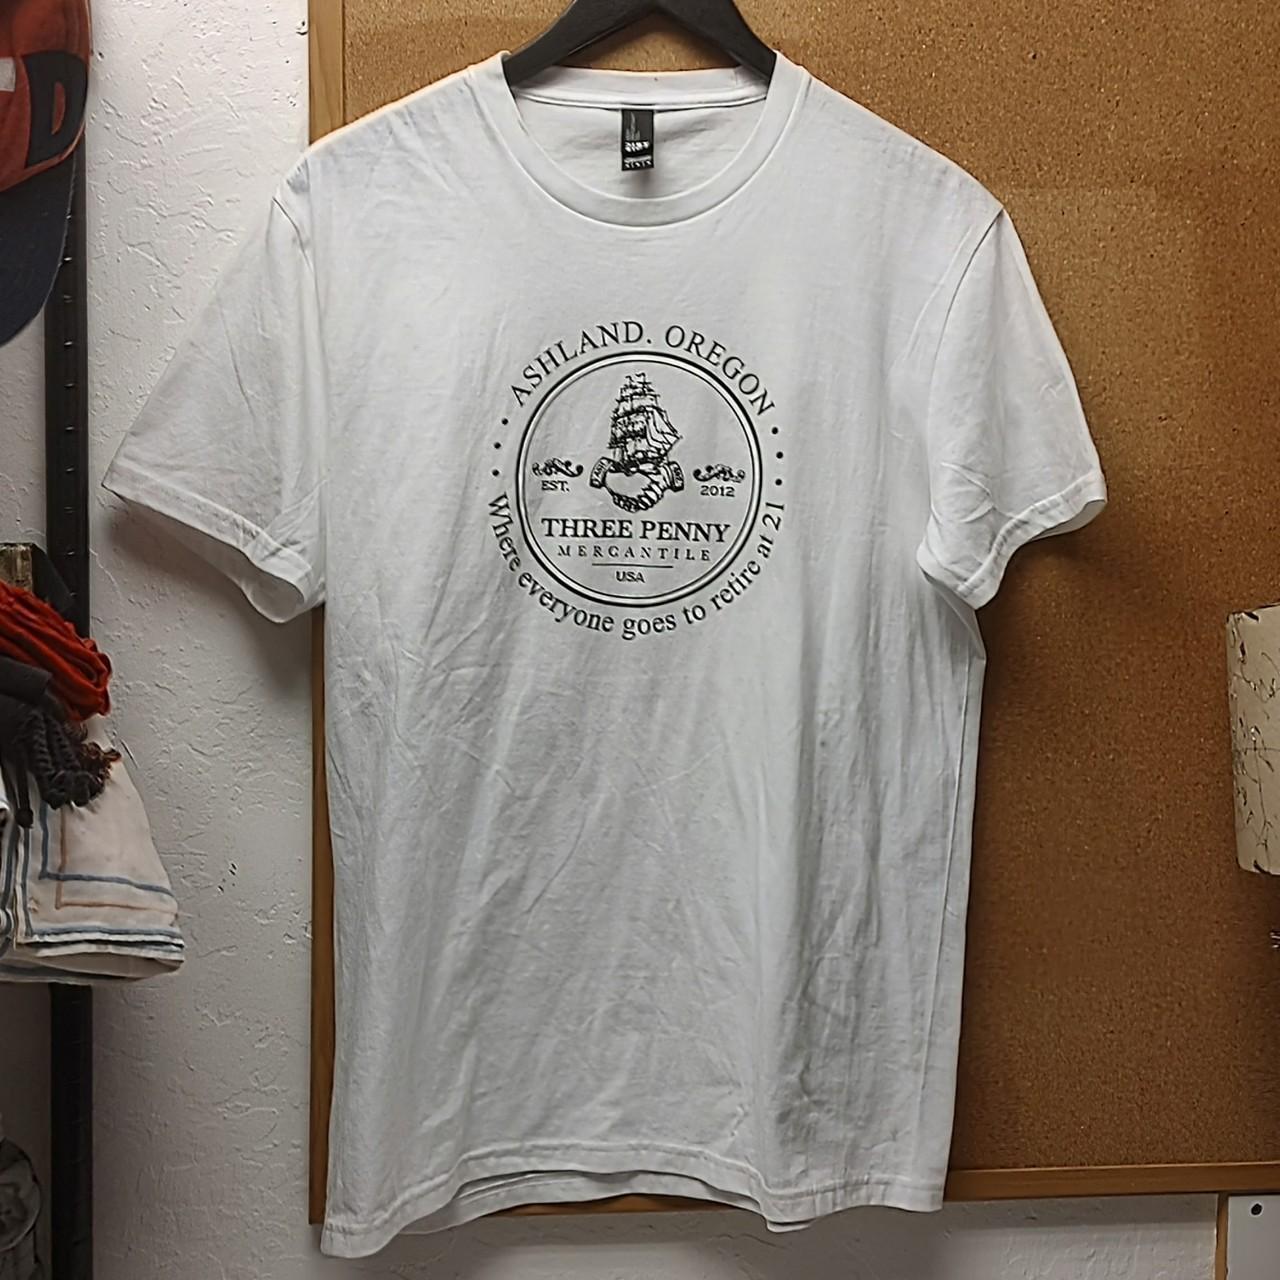 D
ASHLAND. OREGON
EST.
2012
THREE PENNY
MERCANTILE
USA
Where everyone goes to retire at 21